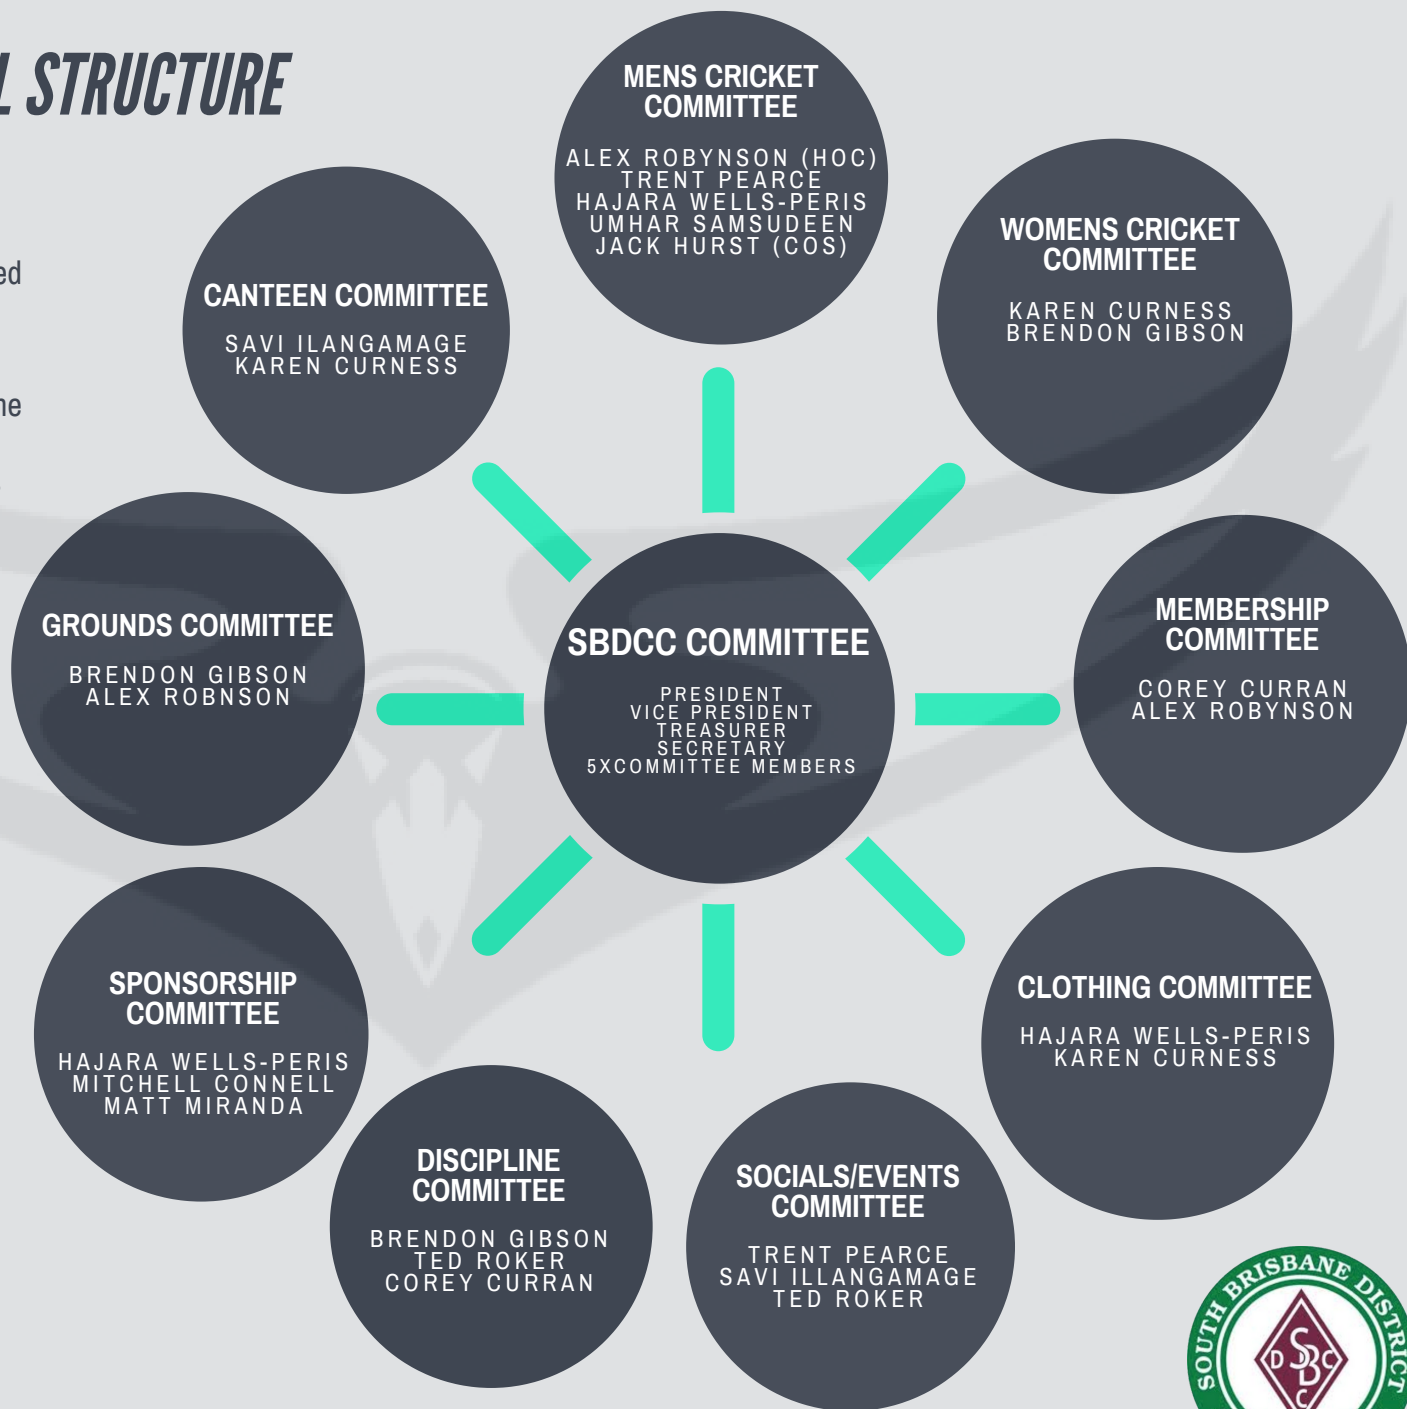 L STRUCTURE
ed
ne
MENS CRICKET
COMMITTEE
ALEX ROBYNSON (HOC)
TRENT PEARCE
HAJARA WELLS-PERIS
UMHAR SAMSUDEEN
JACK HURST (COS)
CANTEEN COMMITTEE
SAVI ILANGAMAGE
KAREN CURNESS
WOMENS CRICKET
COMMITTEE
KAREN CURNESS
BRENDON GIBSON
GROUNDS COMMITTEE
BRENDON GIBSON
ALEX ROBNSON
SBDCC COMMITTEE
PRESIDENT
VICE PRESIDENT
TREASURER
SECRETARY
5XCOMMITTEE MEMBERS
MEMBERSHIP
COMMITTEE
COREY CURRAN
ALEX ROBYNSON
SPONSORSHIP
COMMITTEE
HAJARA WELLS-PERIS
MITCHELL CONNELL
MATT MIRANDA
CLOTHING COMMITTEE
HAJARA WELLS-PERIS
KAREN CURNESS
DISCIPLINE
COMMITTEE
BRENDON GIBSON
TED ROKER
COREY CURRAN
SOCIALS/EVENTS
COMMITTEE
TRENT PEARCE
SAVI ILLANGAMAGE
TED ROKER
SOUTH BRISBANE DISTRICT
D SBC C
C